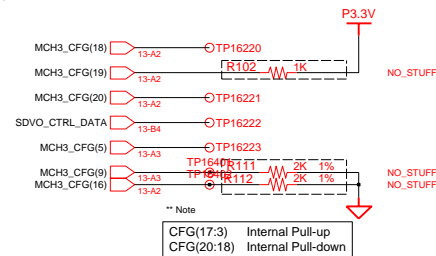 P3.3V
MCH3_CFG(18) 13-A2 TP16220
MCH3_CFG(19) 13-A2 R102 1K NO_STUFF
MCH3_CFG(20) 13-A2 TP16221
SDVO_CTRL_DATA 13-B4 TP16222
MCH3_CFG(5) 13-A3 TP16223
MCH3_CFG(9) 13-A3 R111 2K 1% NO_STUFF
MCH3_CFG(16) 13-A2 R112 2K 1% NO_STUFF
** Note
CFG(17:3) Internal Pull-up
CFG(20:18) Internal Pull-down